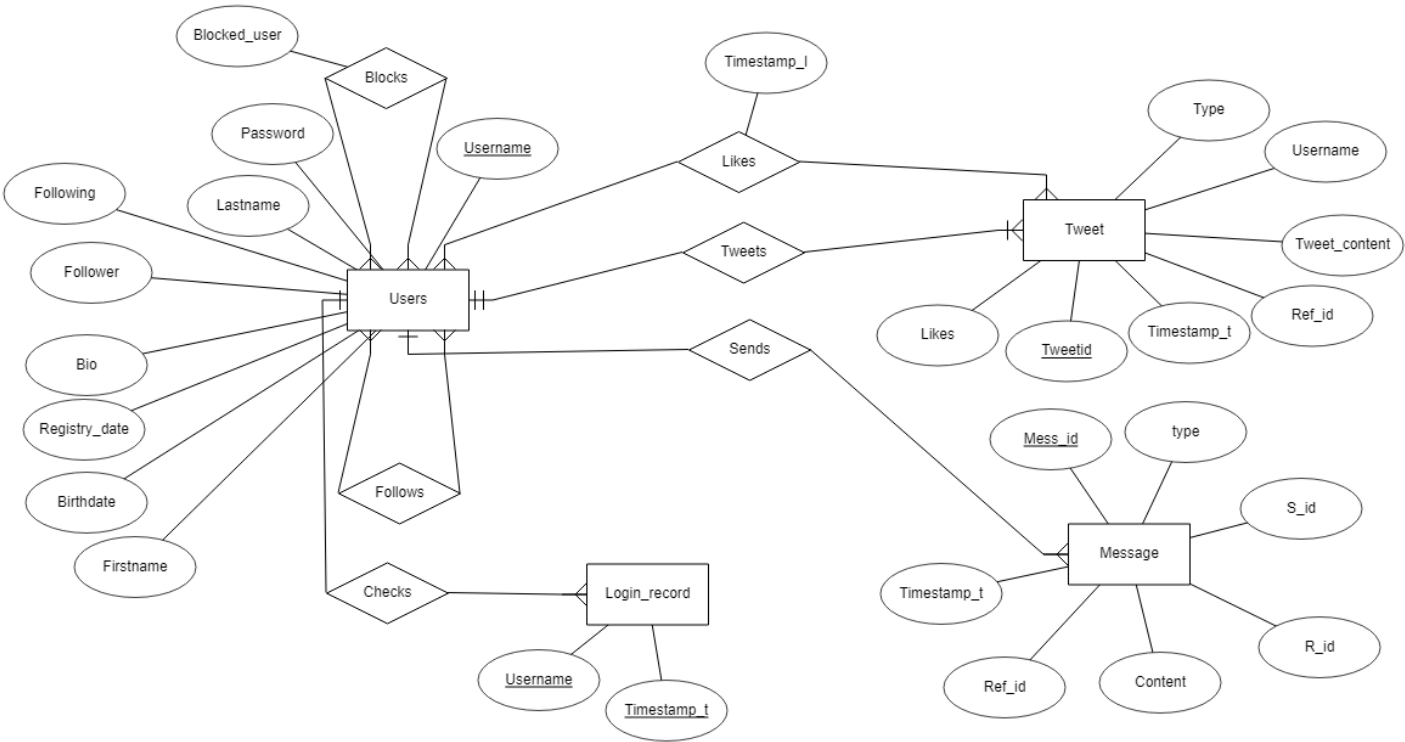 Blocked_user
Blocks
Timestamp_l
Type
Password
Username
Likes
Username
Following
Lastname
Tweet
Tweet_content
Follower
Tweets
Users
Ref_id
Likes
Tweetid
Timestamp_t
Sends
Bio
Registry_date
Mess_id
type
Follows
Birthdate
S_id
Message
Firstname
Checks
Login_record
Timestamp_t
R_id
Username
Ref_id
Content
Timestamp_t